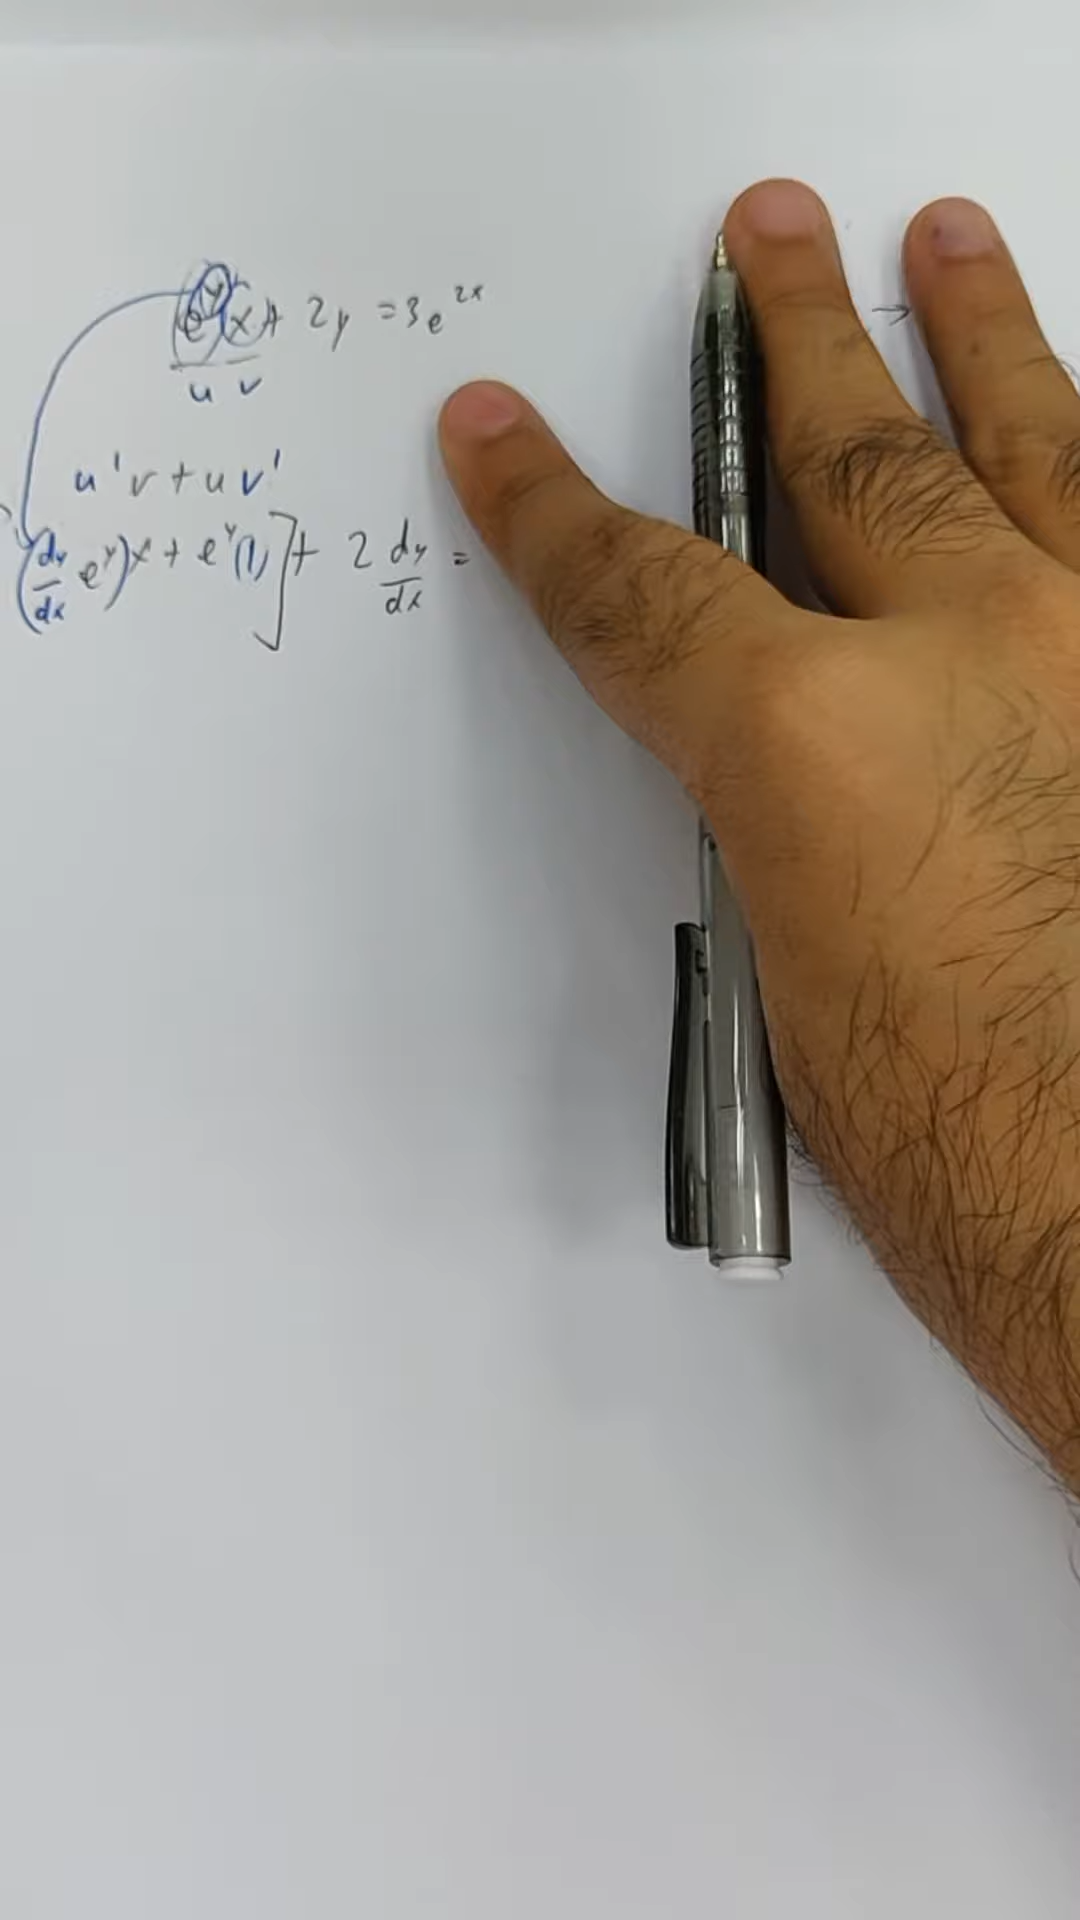 e^y x + 2y = 3e^{2x}
u v
u'v + uv'
(dy/dx e^y)x + e^y(1)] + 2 dy/dx =
→